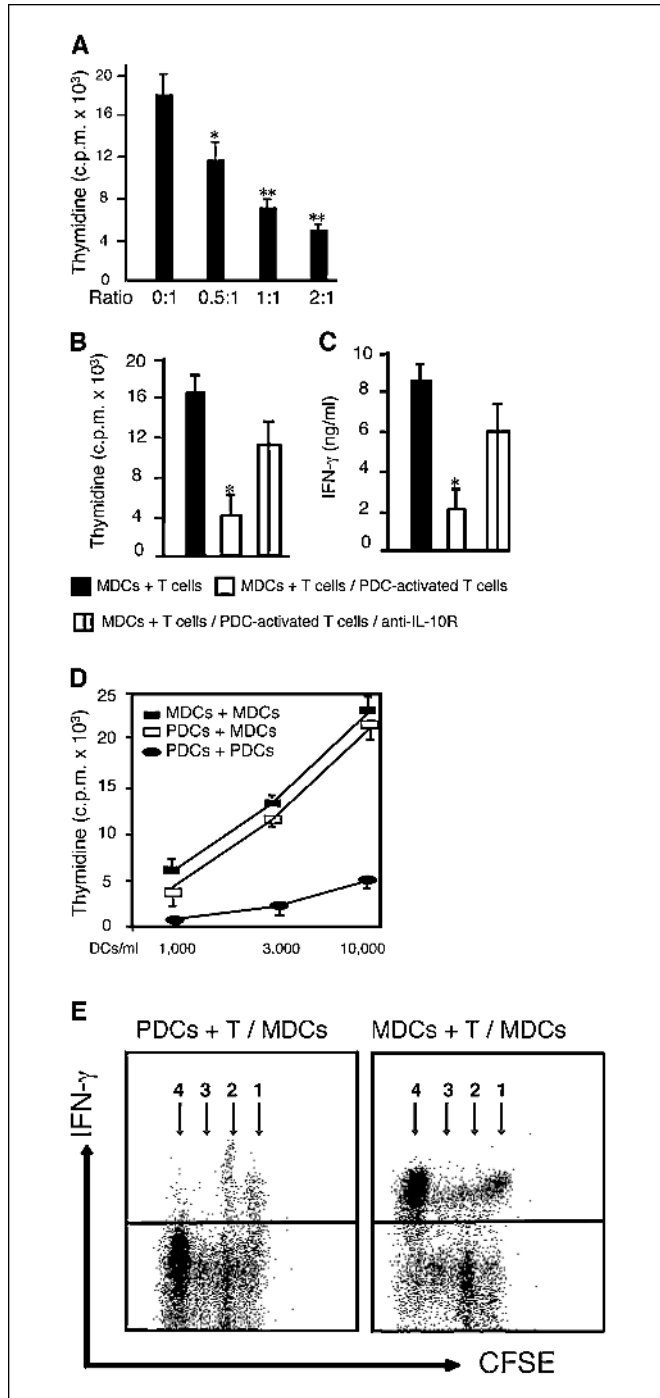 A
Thymidine (c.p.m. x 10³)
20
16
12
8
4
0
*
**
**
Ratio 0:1 0.5:1 1:1 2:1
B
Thymidine (c.p.m. x 10³)
20
16
12
8
4
0
*
C
IFN-γ (ng/ml)
10
8
6
4
2
0
*
MDCs + T cells
MDCs + T cells / PDC-activated T cells
MDCs + T cells / PDC-activated T cells / anti-IL-10R
D
Thymidine (c.p.m. x 10³)
25
20
15
10
5
0
MDCs + MDCs
PDCs + MDCs
PDCs + PDCs
DCs/ml 1,000 3.000 10,000
E
PDCs + T / MDCs
MDCs + T / MDCs
IFN-γ
4 3 2 1
4 3 2 1
CFSE